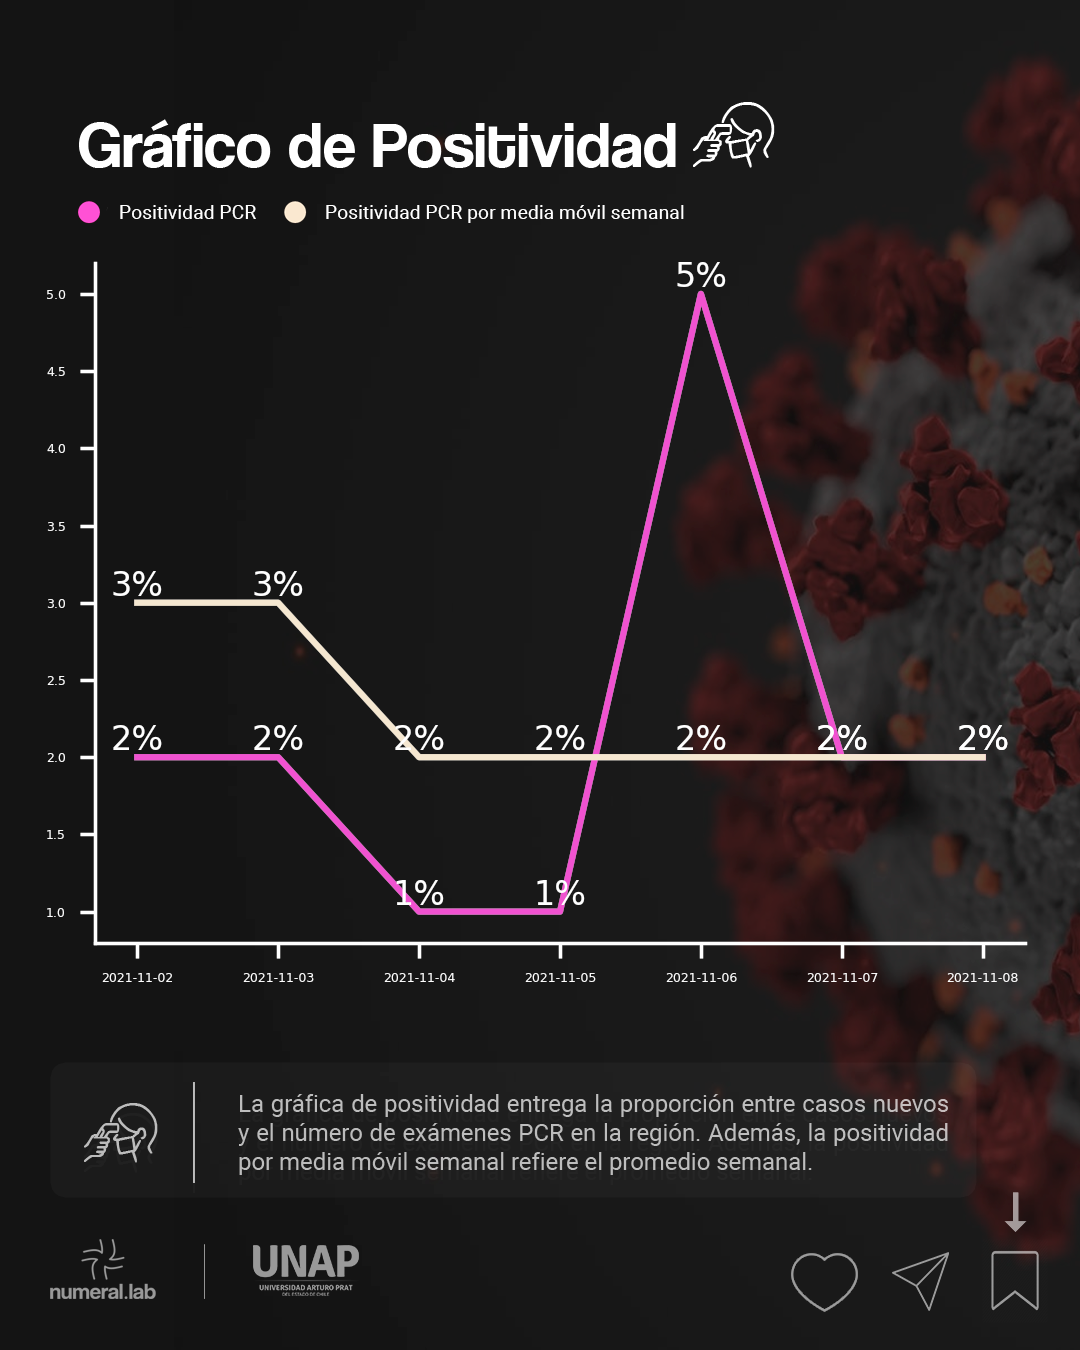 Gráfico de Positividad
Positividad PCR
Positividad PCR por media móvil semanal
5.0
4.5
4.0
3.5
3.0
2.5
2.0
1.5
1.0
5%
3% 3%
2% 2% 2% 2% 2% 2% 2%
1% 1%
2021-11-02 2021-11-03 2021-11-04 2021-11-05 2021-11-06 2021-11-07 2021-11-08
La gráfica de positividad entrega la proporción entre casos nuevos
y el número de exámenes PCR en la región. Además, la positividad
por media móvil semanal refiere el promedio semanal.
numeral.lab
UNAP
UNIVERSIDAD ARTURO PRAT
DEL ESTADO DE CHILE